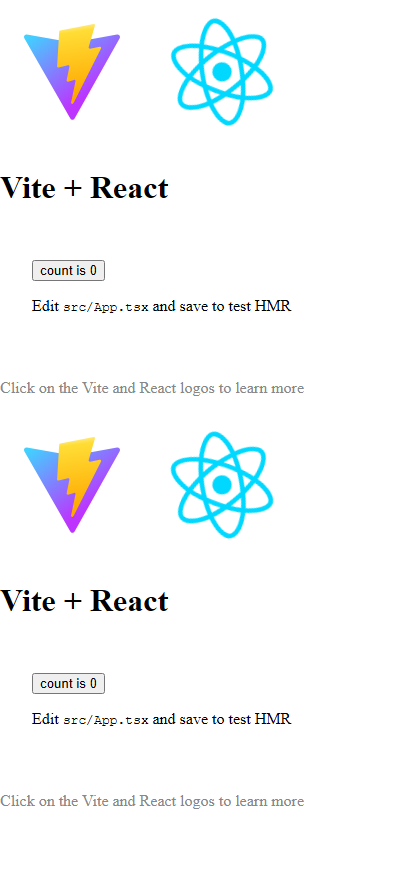 Vite + React
count is 0
Edit src/App.tsx and save to test HMR
Click on the Vite and React logos to learn more
Vite + React
count is 0
Edit src/App.tsx and save to test HMR
Click on the Vite and React logos to learn more